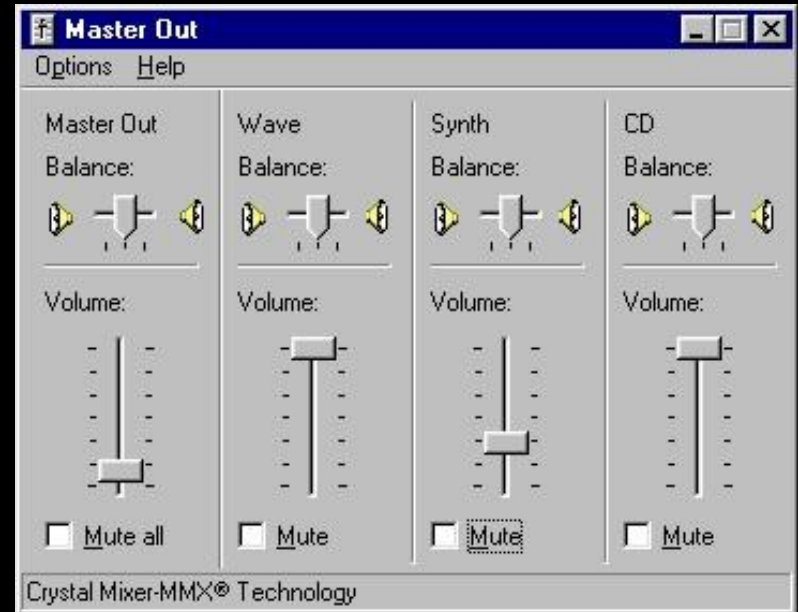 Master Out
Options Help
Master Out Wave Synth CD
Balance: Balance: Balance: Balance:
Volume: Volume: Volume: Volume:
Mute all Mute Mute Mute
Crystal Mixer-MMX® Technology